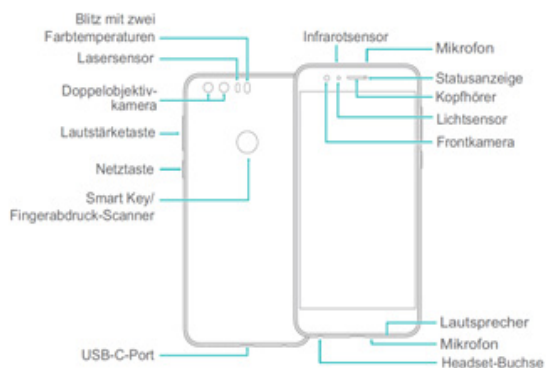 Blitz mit zwei
Farbtemperaturen
Lasersensor
Doppelobjektiv-
kamera
Lautstärketaste
Netztaste
Smart Key/
Fingerabdruck-Scanner
USB-C-Port
Infrarotsensor
Mikrofon
Statusanzeige
Kopfhörer
Lichtsensor
Frontkamera
Lautsprecher
Mikrofon
Headset-Buchse